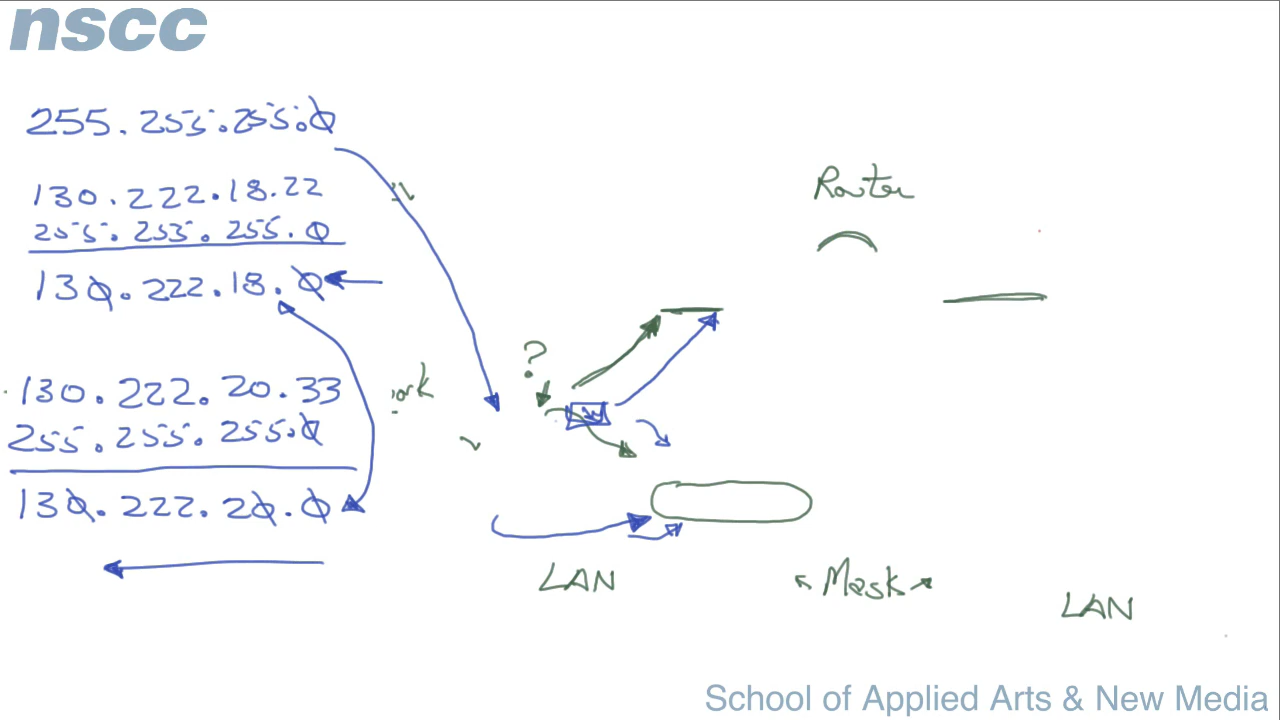 nscc
255.255.255.0
130.222.18.22
255.255.255.0
130.222.18.0
130.222.20.33
255.255.255.0
130.222.20.0
Router
?
ork
LAN
Mask
LAN
School of Applied Arts & New Media